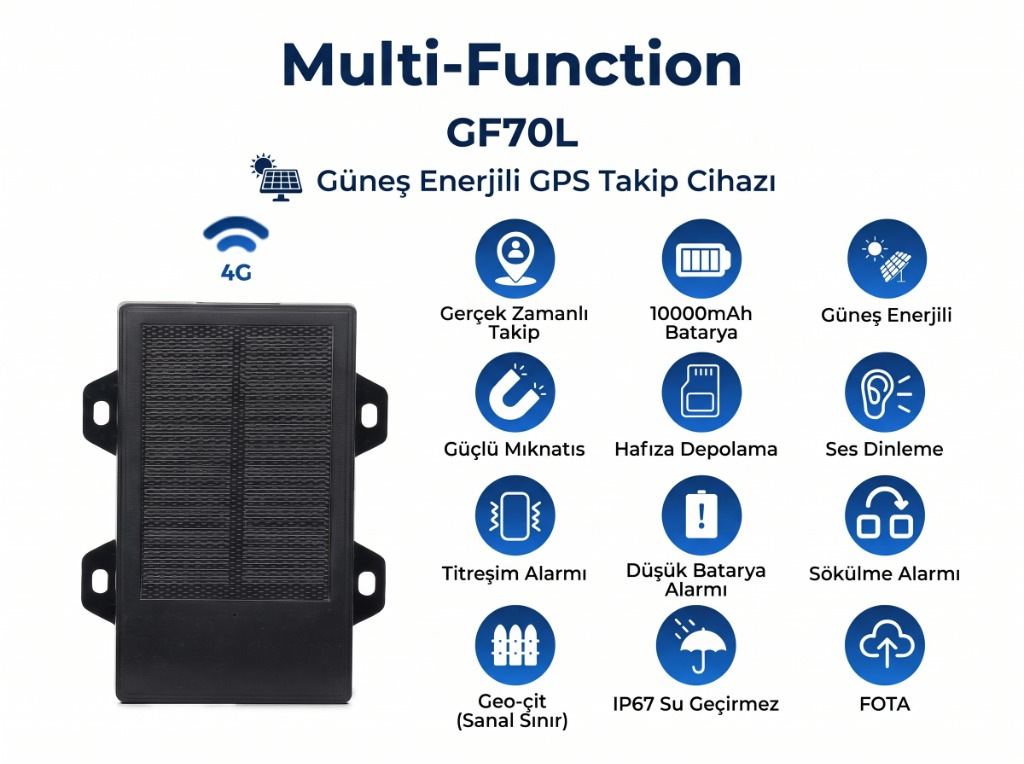 Multi-Function
GF70L
Güneş Enerjili GPS Takip Cihazı
4G
Gerçek Zamanlı
Takip
10000mAh
Batarya
Güneş Enerjili
Güçlü Mıknatıs
Hafıza Depolama
Ses Dinleme
Titreşim Alarmı
Düşük Batarya
Alarmı
Sökülme Alarmı
Geo-çit
(Sanal Sınır)
IP67 Su Geçirmez
FOTA